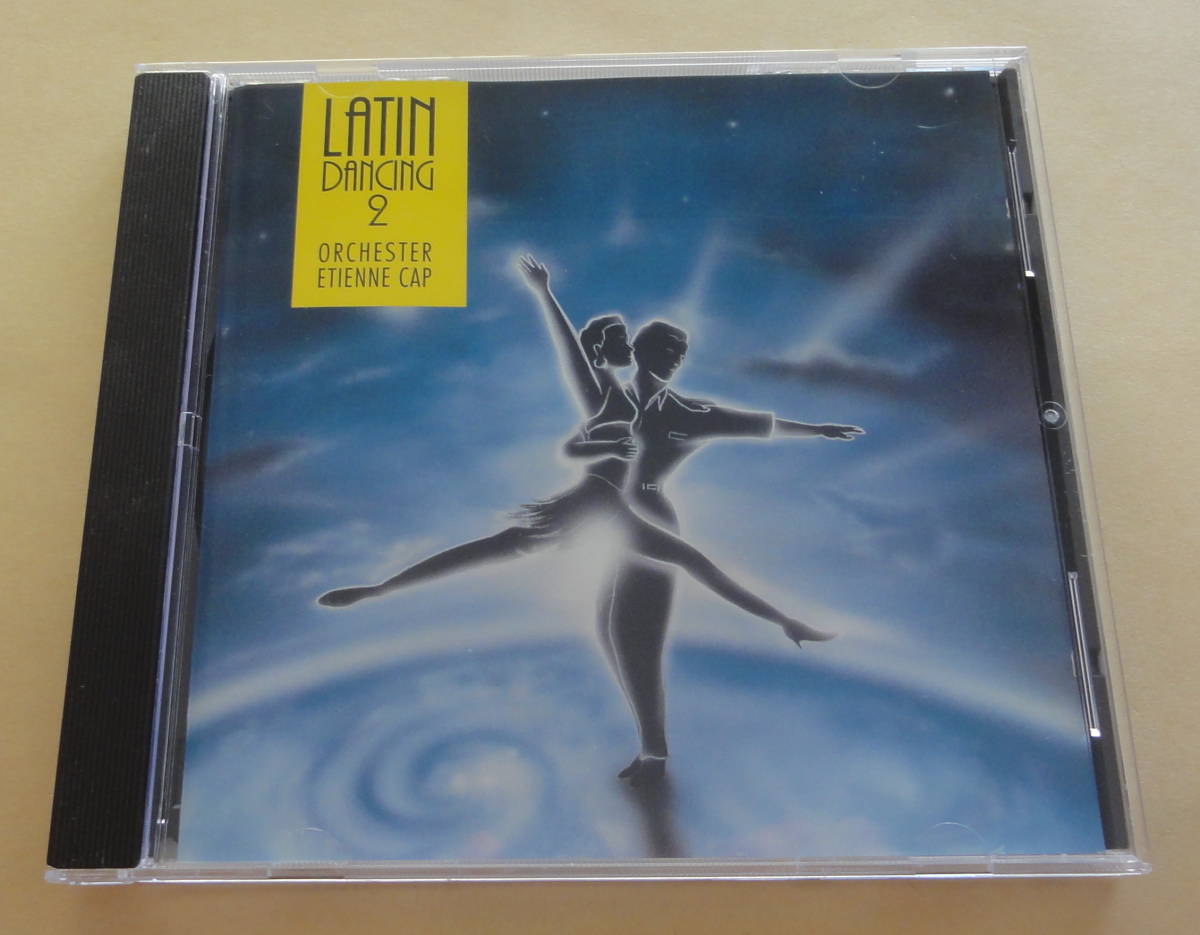 LATIN
DANCING
2
ORCHESTER
ETIENNE CAP